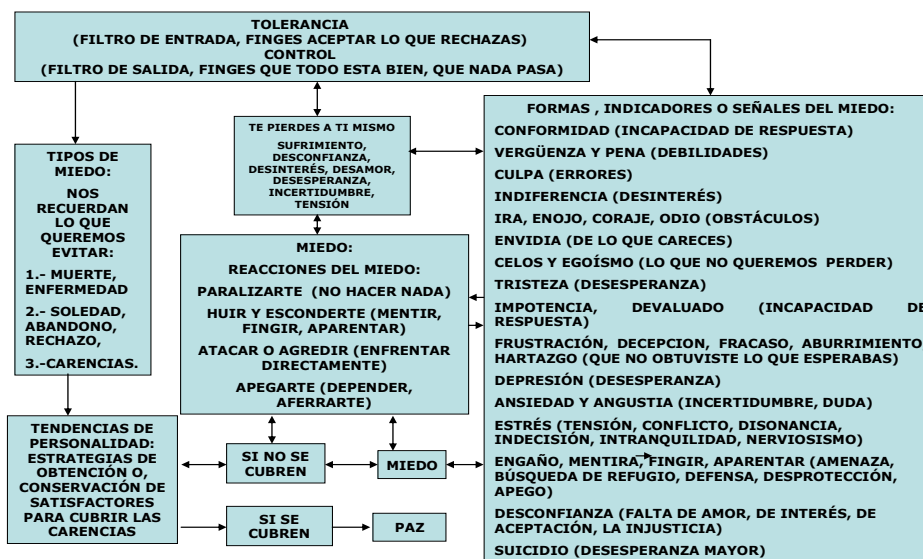 TOLERANCIA
(FILTRO DE ENTRADA, FINGES ACEPTAR LO QUE RECHAZAS)
CONTROL
(FILTRO DE SALIDA, FINGES QUE TODO ESTA BIEN, QUE NADA PASA)
TIPOS DE
MIEDO:
NOS
RECUERDAN
LO QUE
QUEREMOS
EVITAR:
1.- MUERTE,
ENFERMEDAD
2.- SOLEDAD,
ABANDONO,
RECHAZO,
3.-CARENCIAS.
TE PIERDES A TI MISMO
SUFRIMIENTO,
DESCONFIANZA,
DESINTERÉS, DESAMOR,
DESESPERANZA,
INCERTIDUMBRE,
TENSIÓN
MIEDO:
REACCIONES DEL MIEDO:
PARALIZARTE (NO HACER NADA)
HUIR Y ESCONDERTE (MENTIR,
FINGIR, APARENTAR)
ATACAR O AGREDIR (ENFRENTAR
DIRECTAMENTE)
APEGARTE (DEPENDER,
AFERRARTE)
FORMAS , INDICADORES O SEÑALES DEL MIEDO:
CONFORMIDAD (INCAPACIDAD DE RESPUESTA)
VERGÜENZA Y PENA (DEBILIDADES)
CULPA (ERRORES)
INDIFERENCIA (DESINTERÉS)
IRA, ENOJO, CORAJE, ODIO (OBSTÁCULOS)
ENVIDIA (DE LO QUE CARECES)
CELOS Y EGOÍSMO (LO QUE NO QUEREMOS PERDER)
TRISTEZA (DESESPERANZA)
IMPOTENCIA, DEVALUADO (INCAPACIDAD DE
RESPUESTA)
FRUSTRACIÓN, DECEPCION, FRACASO, ABURRIMIENTO
HARTAZGO (QUE NO OBTUVISTE LO QUE ESPERABAS)
DEPRESIÓN (DESESPERANZA)
ANSIEDAD Y ANGUSTIA (INCERTIDUMBRE, DUDA)
ESTRÉS (TENSIÓN, CONFLICTO, DISONANCIA,
INDECISIÓN, INTRANQUILIDAD, NERVIOSISMO)
ENGAÑO, MENTIRA, FINGIR, APARENTAR (AMENAZA,
BÚSQUEDA DE REFUGIO, DEFENSA, DESPROTECCIÓN,
APEGO)
DESCONFIANZA (FALTA DE AMOR, DE INTERÉS, DE
ACEPTACIÓN, LA INJUSTICIA)
SUICIDIO (DESESPERANZA MAYOR)
TENDENCIAS DE
PERSONALIDAD:
ESTRATEGIAS DE
OBTENCIÓN O,
CONSERVACIÓN DE
SATISFACTORES
PARA CUBRIR LAS
CARENCIAS
SI NO SE
CUBREN
MIEDO
SI SE
CUBREN
PAZ